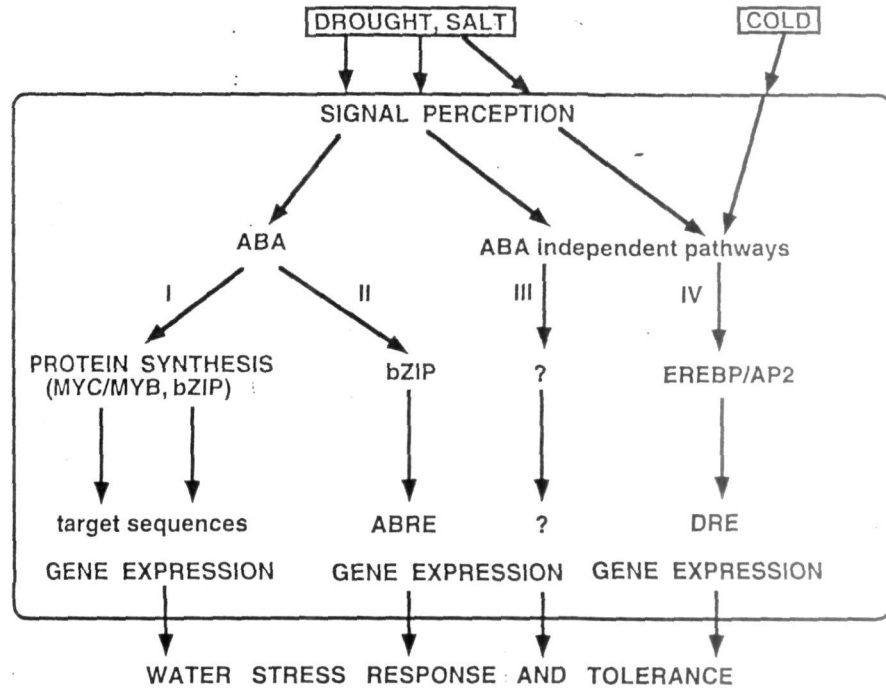 DROUGHT, SALT COLD
SIGNAL PERCEPTION
ABA ABA independent pathways
I II III IV
PROTEIN SYNTHESIS bZIP ? EREBP/AP2
(MYC/MYB, bZIP)
target sequences ABRE ? DRE
GENE EXPRESSION GENE EXPRESSION GENE EXPRESSION
WATER STRESS RESPONSE AND TOLERANCE